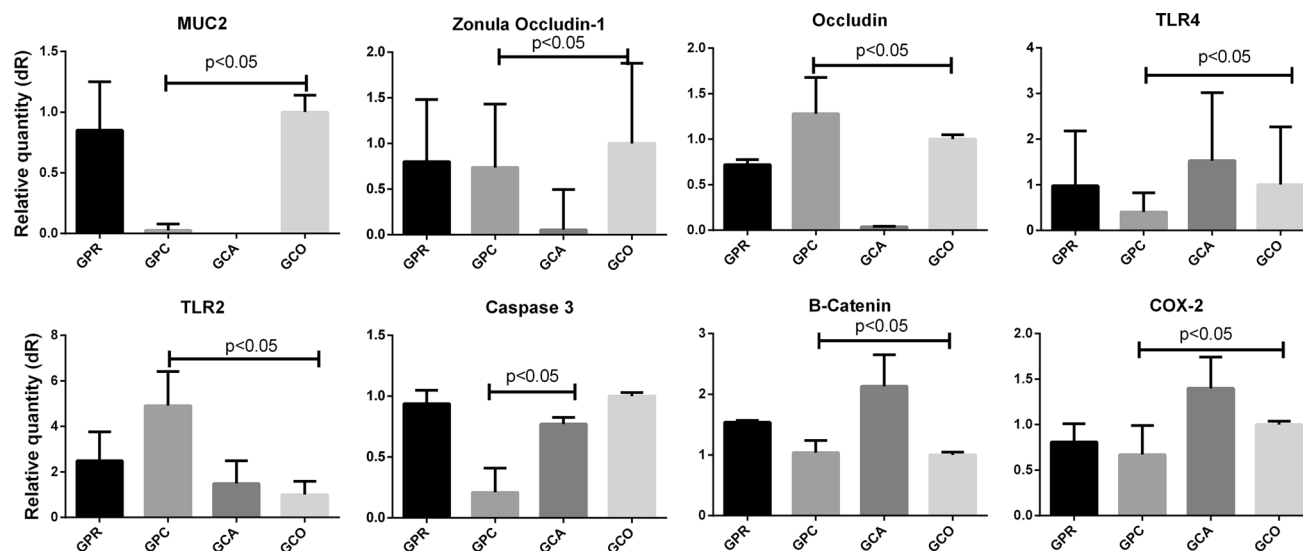 MUC2
Relative quantity (dR)
1.5
1.0
0.5
0.0
p<0.05
GPR GPC GCA GCO
Zonula Occludin-1
2.0
1.5
1.0
0.5
0.0
p<0.05
GPR GPC GCA GCO
Occludin
2.0
1.5
1.0
0.5
0.0
p<0.05
GPR GPC GCA GCO
TLR4
4
3
2
1
0
p<0.05
GPR GPC GCA GCO
TLR2
Relative quantity (dR)
8
6
4
2
0
p<0.05
GPR GPC GCA GCO
Caspase 3
1.5
1.0
0.5
0.0
p<0.05
GPR GPC GCA GCO
B-Catenin
3
2
1
0
p<0.05
GPR GPC GCA GCO
COX-2
2.0
1.5
1.0
0.5
0.0
p<0.05
GPR GPC GCA GCO